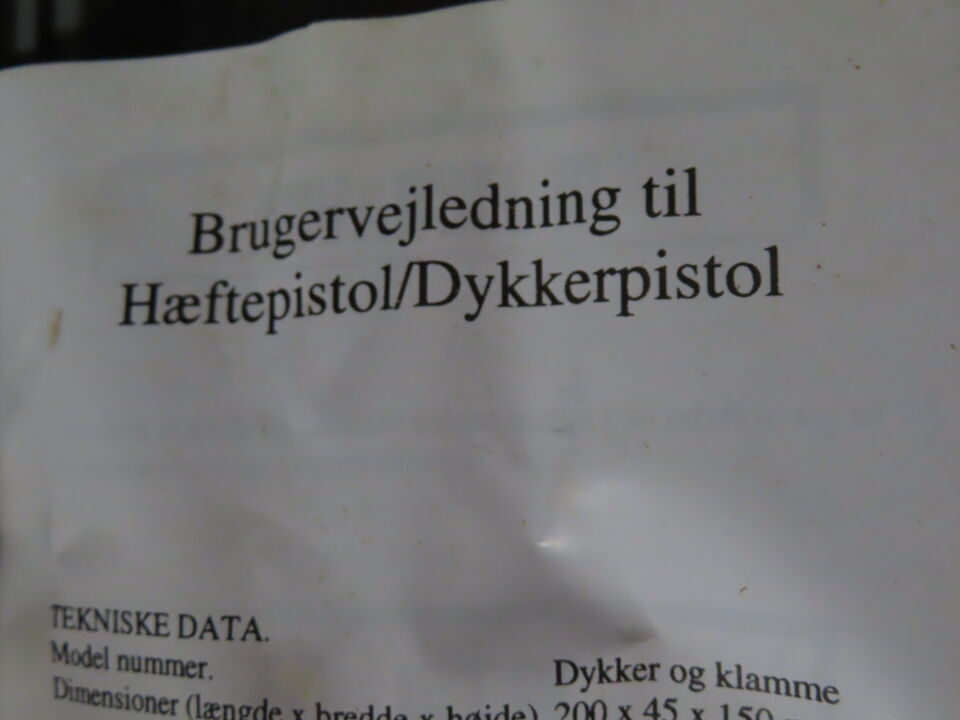 Brugervejledning til
Hæftepistol/Dykkerpistol
TEKNISKE DATA.
Model nummer.
Dykker og klamme
Dimensioner (længde x bredde x højde) 200 x 45 x 150